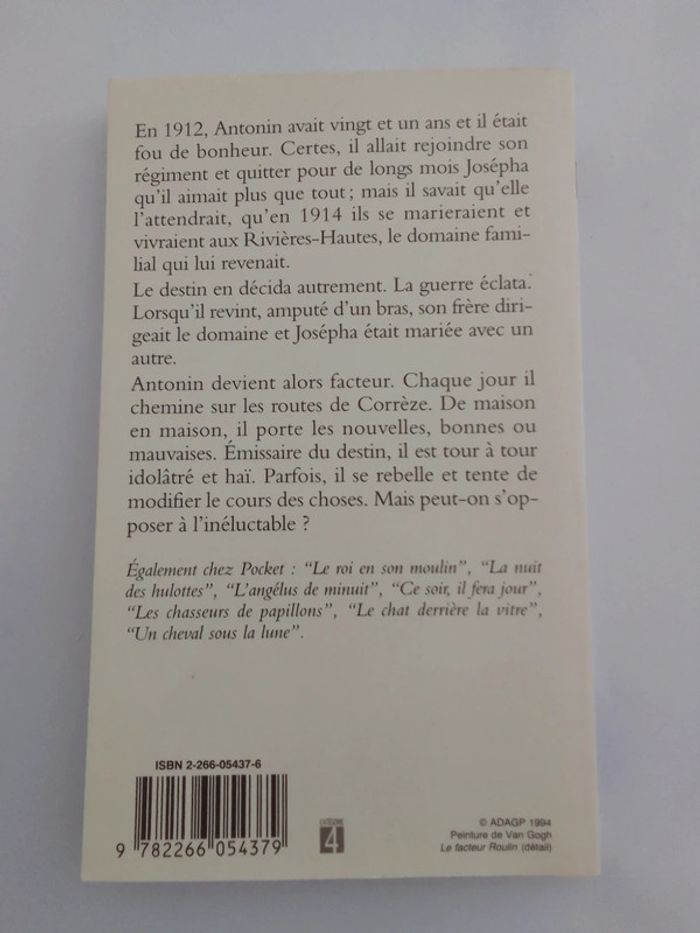 En 1912, Antonin avait vingt et un ans et il était
fou de bonheur. Certes, il allait rejoindre son
régiment et quitter pour de longs mois Josépha
qu'il aimait plus que tout ; mais il savait qu'elle
l'attendrait, qu'en 1914 ils se marieraient et
vivraient aux Rivières-Hautes, le domaine fami-
lial qui lui revenait.
Le destin en décida autrement. La guerre éclata.
Lorsqu'il revint, amputé d'un bras, son frère diri-
geait le domaine et Josépha était mariée avec un
autre.
Antonin devient alors facteur. Chaque jour il
chemine sur les routes de Corrèze. De maison
en maison, il porte les nouvelles, bonnes ou
mauvaises. Émissaire du destin, il est tour à tour
idolâtré et haï. Parfois, il se rebelle et tente de
modifier le cours des choses. Mais peut-on s'op-
poser à l'inéluctable ?
Également chez Pocket : “Le roi en son moulin”, “La nuit
des hulottes”, “L'angélus de minuit”, “Ce soir, il fera jour”,
“Les chasseurs de papillons”, “Le chat derrière la vitre”,
“Un cheval sous la lune”.
ISBN 2-266-05437-6
9 782266 054379
CATÉGORIE
4
© ADAGP 1994
Peinture de Van Gogh
Le facteur Roulin (détail)